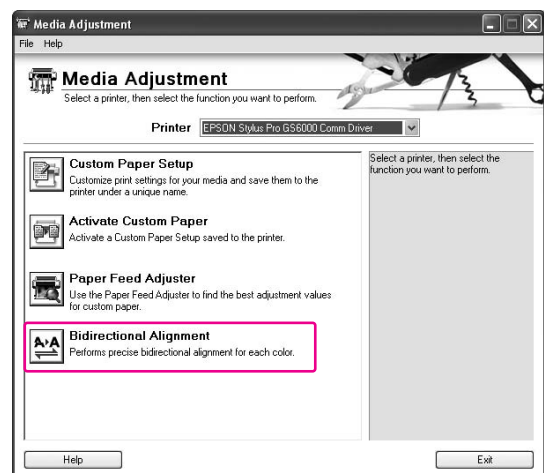 Media Adjustment
File Help
Media Adjustment
Select a printer, then select the function you want to perform.
Printer EPSON Stylus Pro GS6000 Comm Driver
Custom Paper Setup
Customize print settings for your media and save them to the
printer under a unique name.
Activate Custom Paper
Activate a Custom Paper Setup saved to the printer.
Paper Feed Adjuster
Use the Paper Feed Adjuster to find the best adjustment values
for custom paper.
A A
Bidirectional Alignment
Performs precise bidirectional alignment for each color.
Select a printer, then select the
function you want to perform.
Help Exit